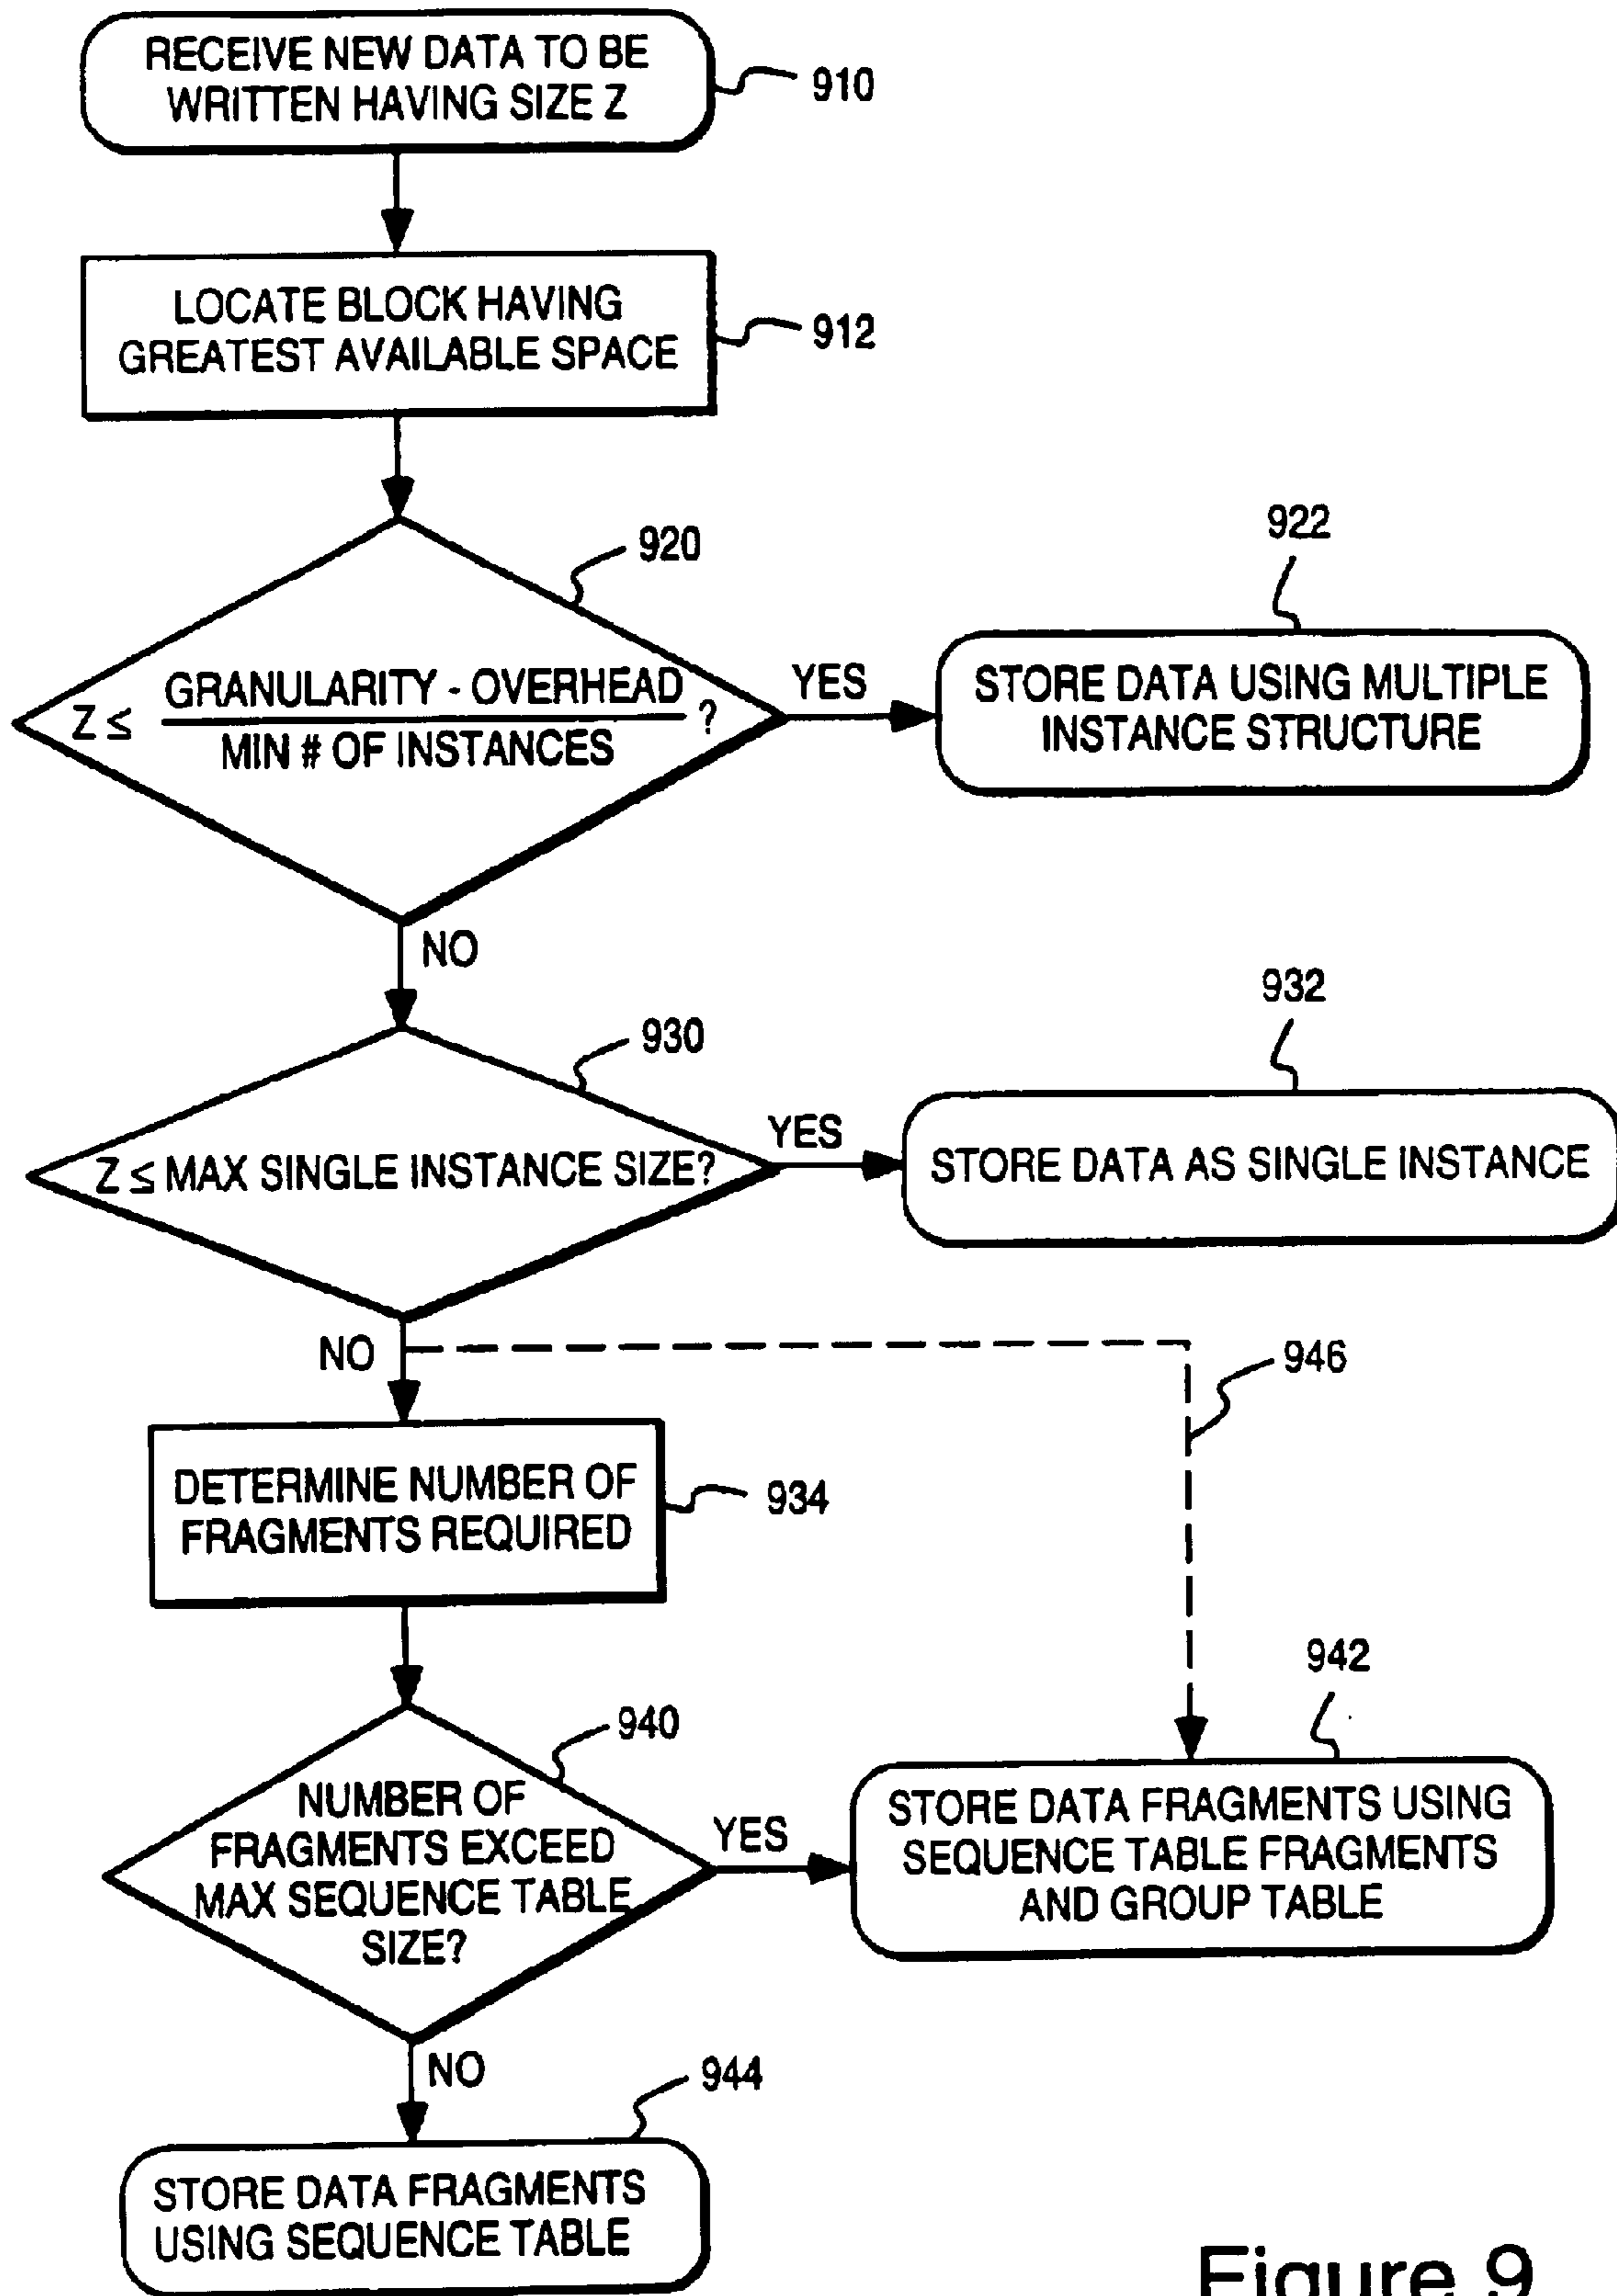 RECEIVE NEW DATA TO BE
WRITTEN HAVING SIZE Z
910
LOCATE BLOCK HAVING
GREATEST AVAILABLE SPACE
912
920
Z ≤ GRANULARITY - OVERHEAD ?
MIN # OF INSTANCES
YES
922
STORE DATA USING MULTIPLE
INSTANCE STRUCTURE
NO
930
Z ≤ MAX SINGLE INSTANCE SIZE?
YES
932
STORE DATA AS SINGLE INSTANCE
NO
946
DETERMINE NUMBER OF
FRAGMENTS REQUIRED
934
940
NUMBER OF
FRAGMENTS EXCEED
MAX SEQUENCE TABLE
SIZE?
YES
942
STORE DATA FRAGMENTS USING
SEQUENCE TABLE FRAGMENTS
AND GROUP TABLE
NO
944
STORE DATA FRAGMENTS
USING SEQUENCE TABLE
Figure 9